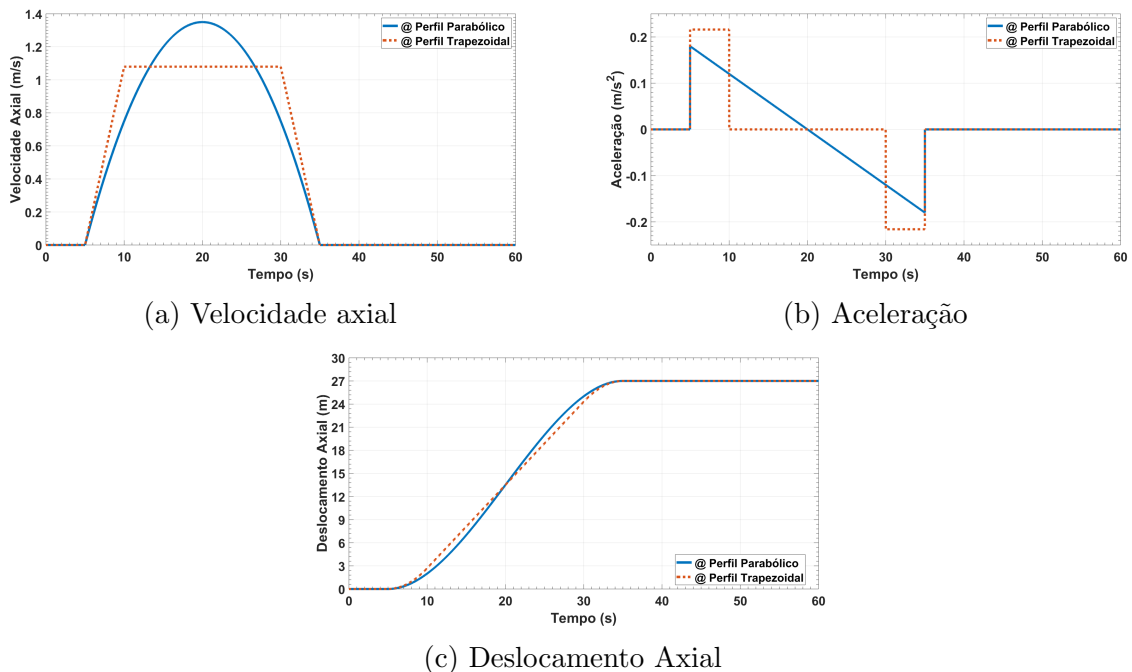 1.4
1.2
1
0.8
0.6
0.4
0.2
0
Velocidade Axial (m/s)
@ Perfil Parabólico
@ Perfil Trapezoidal
0 10 20 30 40 50 60
Tempo (s)
(a) Velocidade axial
0.2
0.1
0
-0.1
-0.2
Aceleração (m/s²)
@ Perfil Parabólico
@ Perfil Trapezoidal
0 10 20 30 40 50 60
Tempo (s)
(b) Aceleração
30
27
24
21
18
15
12
9
6
3
0
Deslocamento Axial (m)
@ Perfil Parabólico
@ Perfil Trapezoidal
0 10 20 30 40 50 60
Tempo (s)
(c) Deslocamento Axial